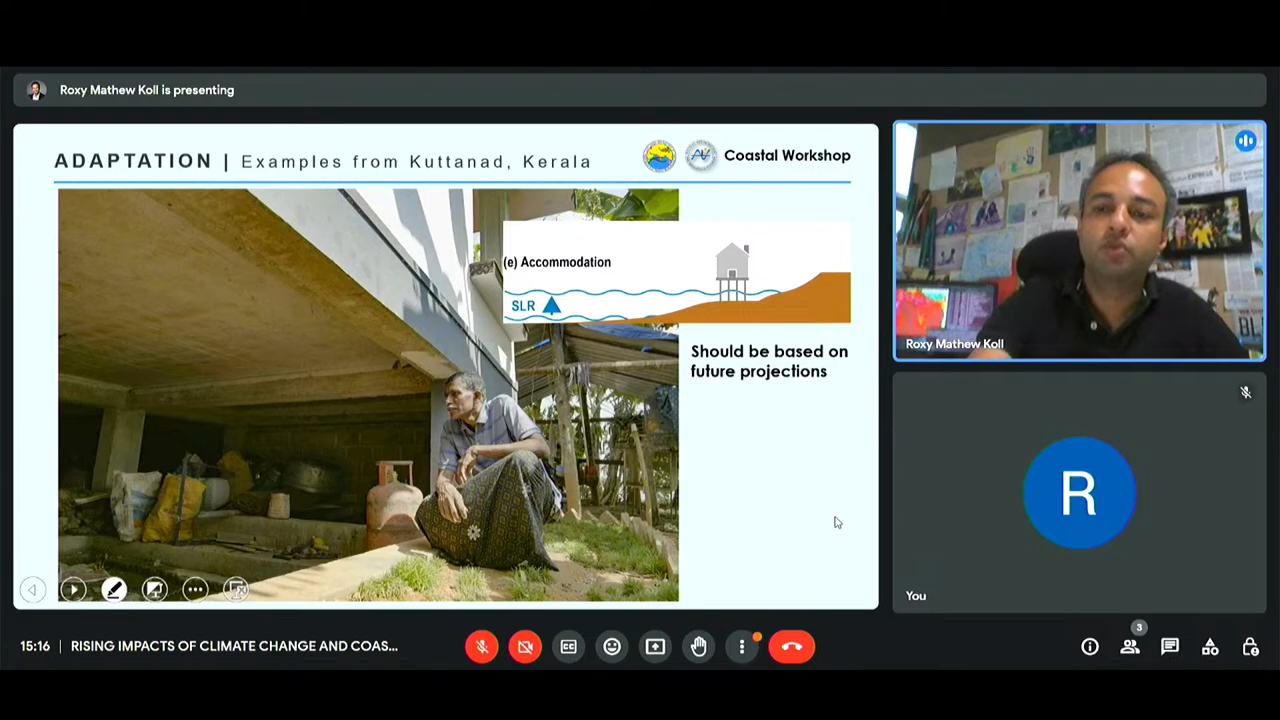 Roxy Mathew Koll is presenting
ADAPTATION | Examples from Kuttanad, Kerala
Coastal Workshop
(e) Accommodation
SLR
Should be based on
future projections
Roxy Mathew Koll
R
You
15:16 | RISING IMPACTS OF CLIMATE CHANGE AND COAS...
3